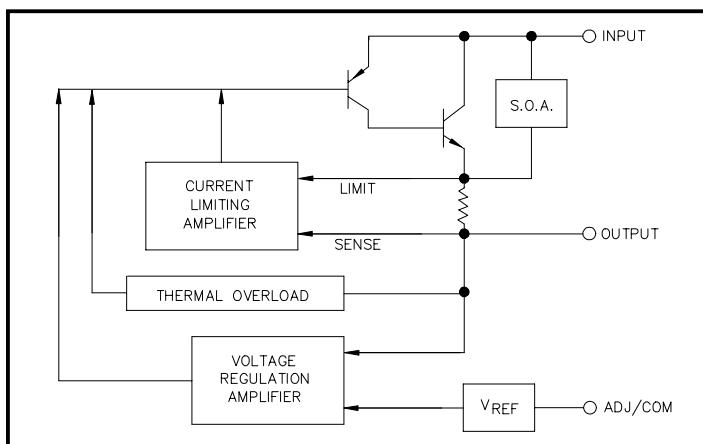 INPUT
S.O.A.
CURRENT
LIMITING
AMPLIFIER
LIMIT
SENSE
OUTPUT
THERMAL OVERLOAD
VOLTAGE
REGULATION
AMPLIFIER
VREF
ADJ/COM